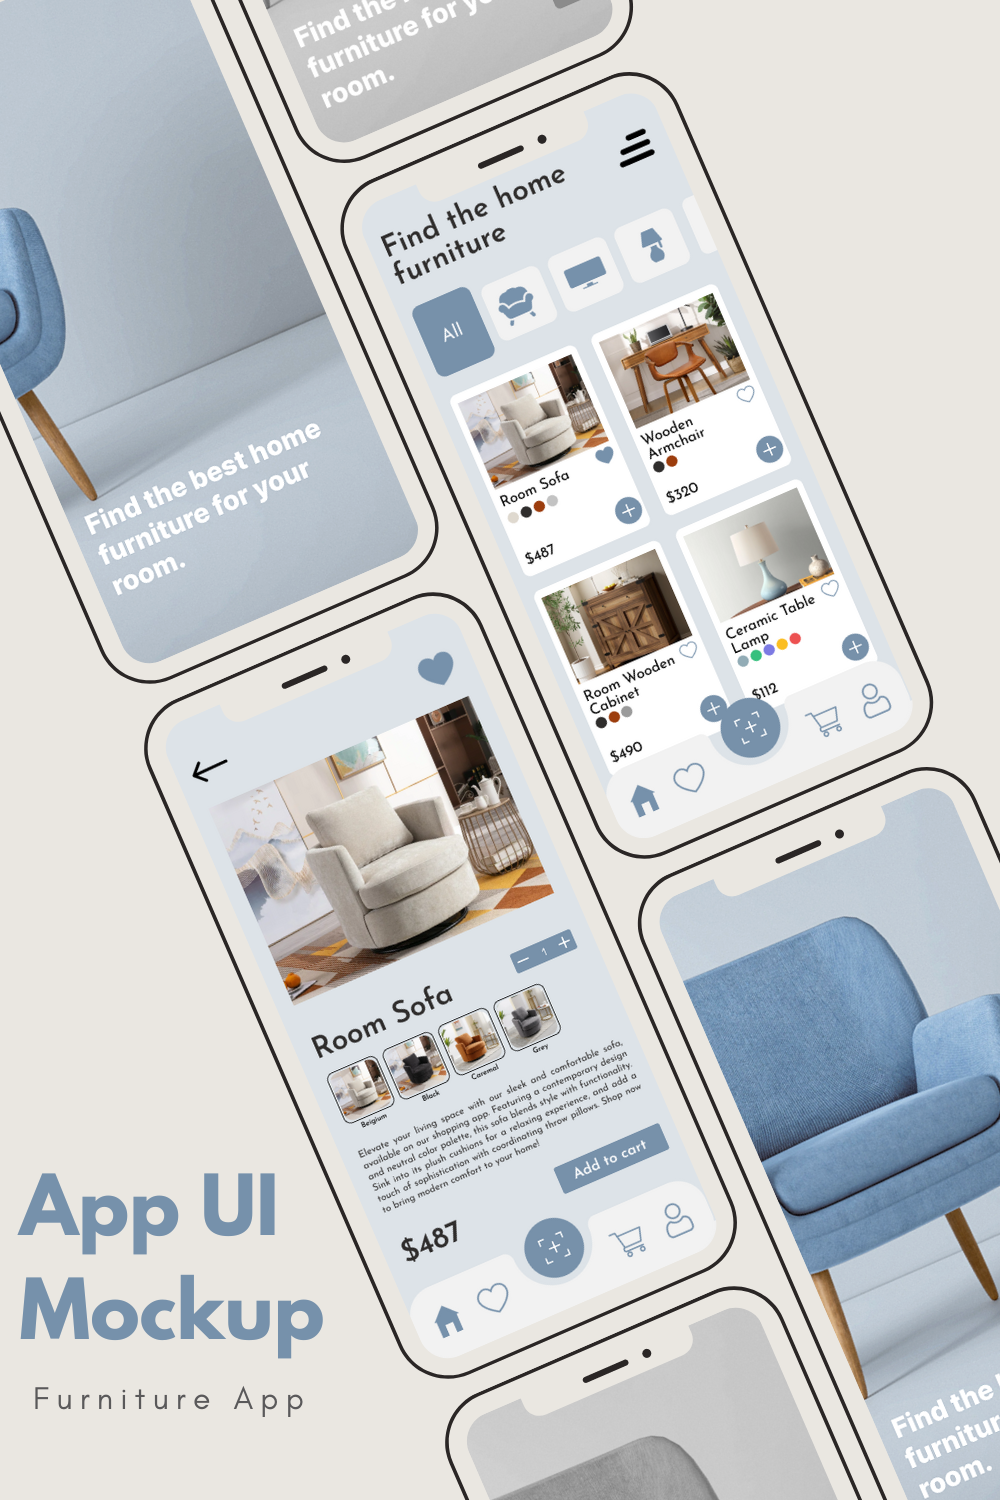 Find the
furniture for yo
room.
Find the home
furniture
All
Room Sofa
$487
Wooden
Armchair
$320
Room Wooden
Cabinet
$490
Ceramic Table
Lamp
$112
Find the best home
furniture for your
room.
1
Room Sofa
Beigium
Black
Caremal
Grey
Elevate your living space with our sleek and comfortable sofa,
available on our shopping app. Featuring a contemporary design
and neutral color palette, this sofa blends style with functionality.
Sink into its plush cushions for a relaxing experience, and add a
touch of sophistication with coordinating throw pillows. Shop now
to bring modern comfort to your home!
Add to cart
$487
App UI
Mockup
Furniture App
Find the
furnitur
room.